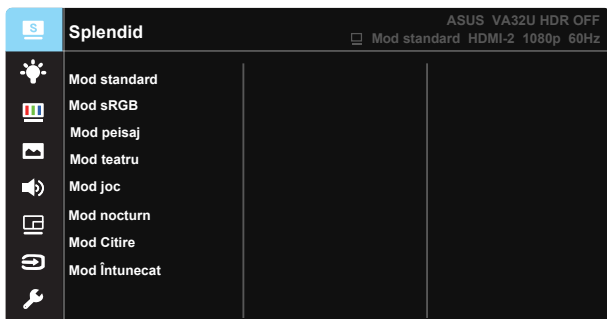 S
Splendid
ASUS VA32U HDR OFF
Mod standard HDMI-2 1080p 60Hz
Mod standard
Mod sRGB
Mod peisaj
Mod teatru
Mod joc
Mod nocturn
Mod Citire
Mod Întunecat